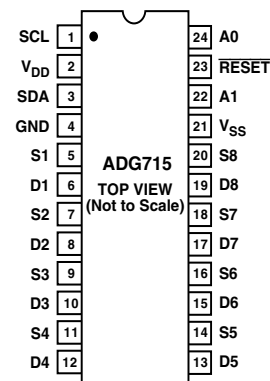 SCL 1 24 A0
VDD 2 23 RESET
SDA 3 22 A1
GND 4 21 VSS
S1 5 20 S8
D1 6 ADG715 19 D8
S2 7 TOP VIEW 18 S7
(Not to Scale)
D2 8 17 D7
S3 9 16 S6
D3 10 15 D6
S4 11 14 S5
D4 12 13 D5